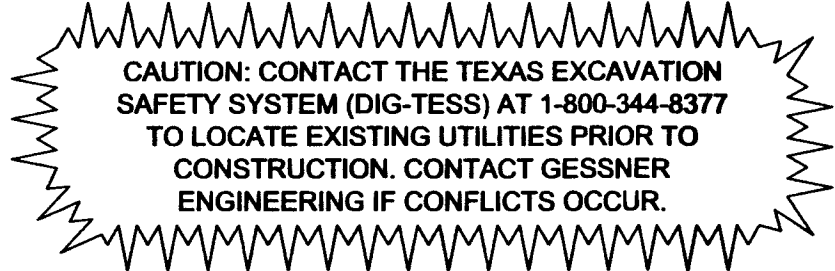 CAUTION: CONTACT THE TEXAS EXCAVATION
SAFETY SYSTEM (DIG-TESS) AT 1-800-344-8377
TO LOCATE EXISTING UTILITIES PRIOR TO
CONSTRUCTION. CONTACT GESSNER
ENGINEERING IF CONFLICTS OCCUR.